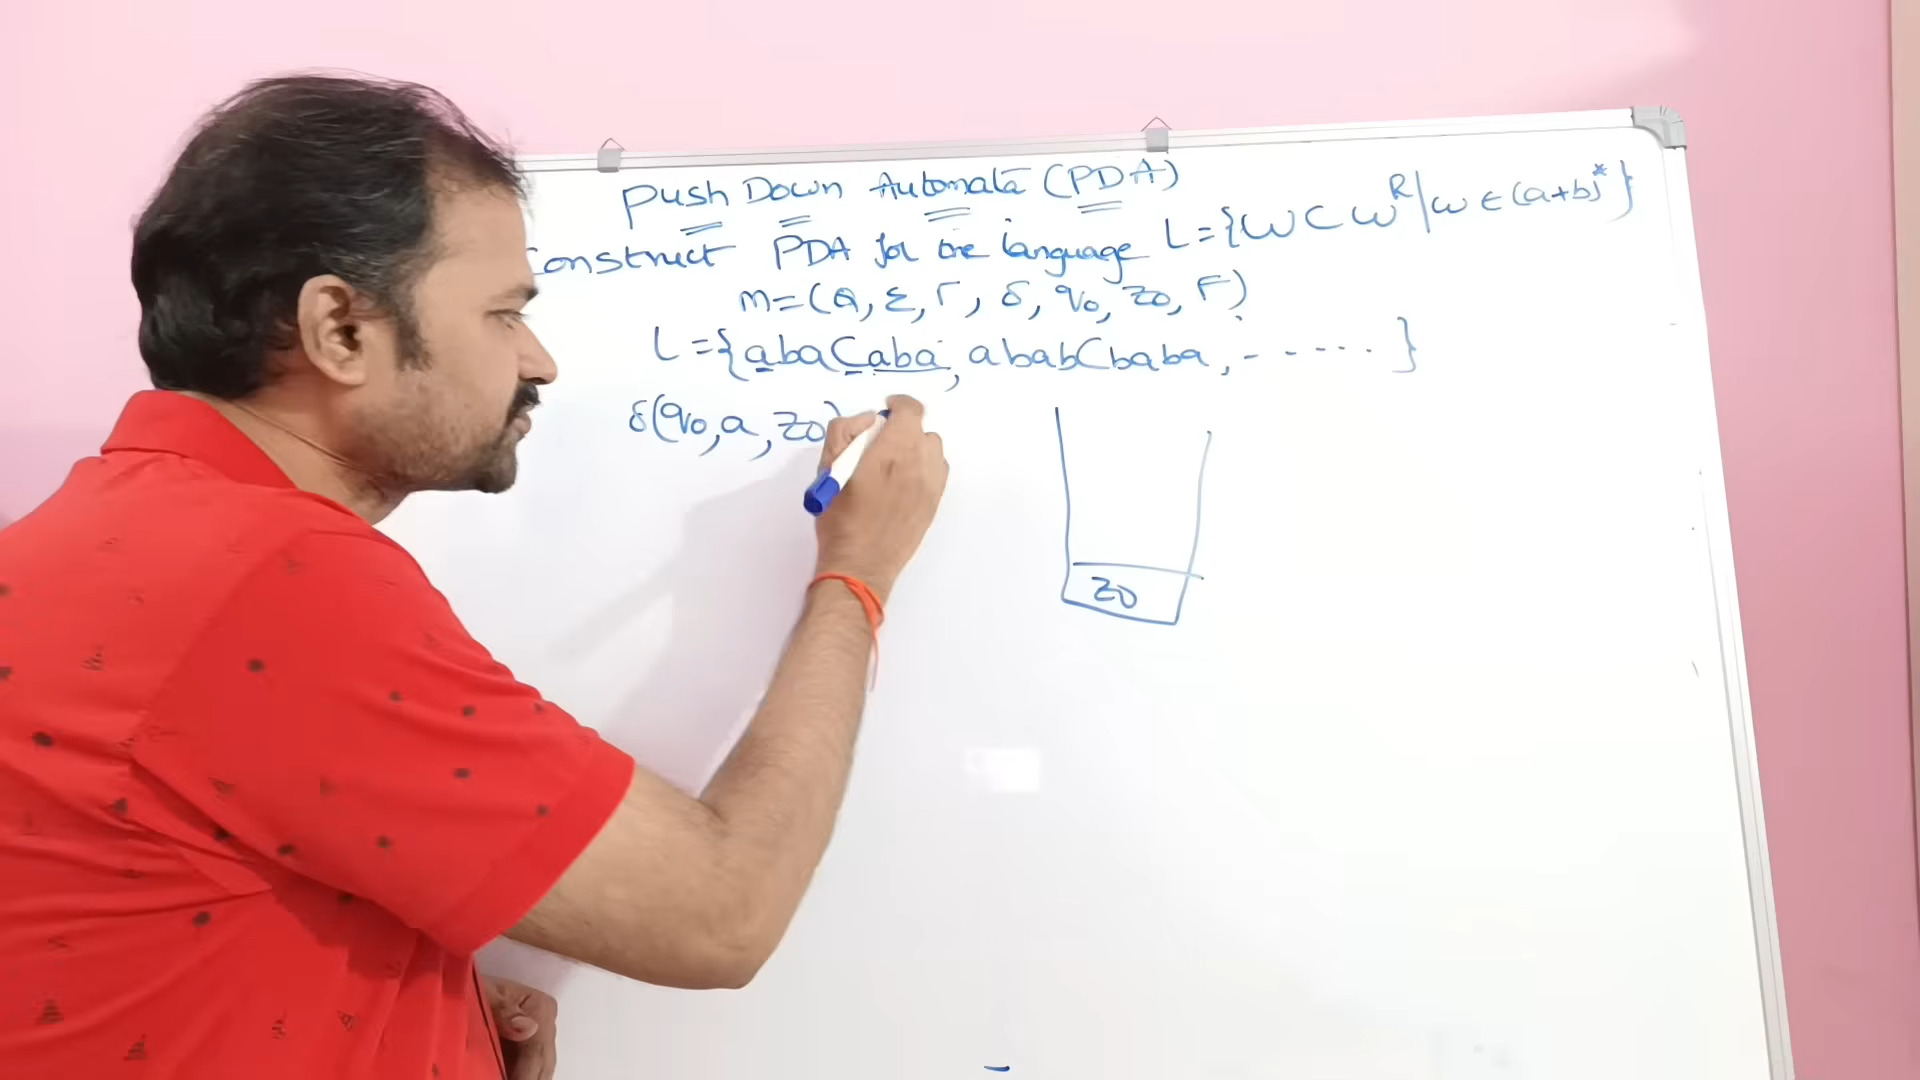 Push Down Automata (PDA)
Construct PDA for the language L={WCW^R|w∈(a+b)^*}
M=(Q, Σ, Γ, δ, q0, z0, F)
L={abaCaba, ababCbaba, ------}
δ(q0,a,z0)
z0